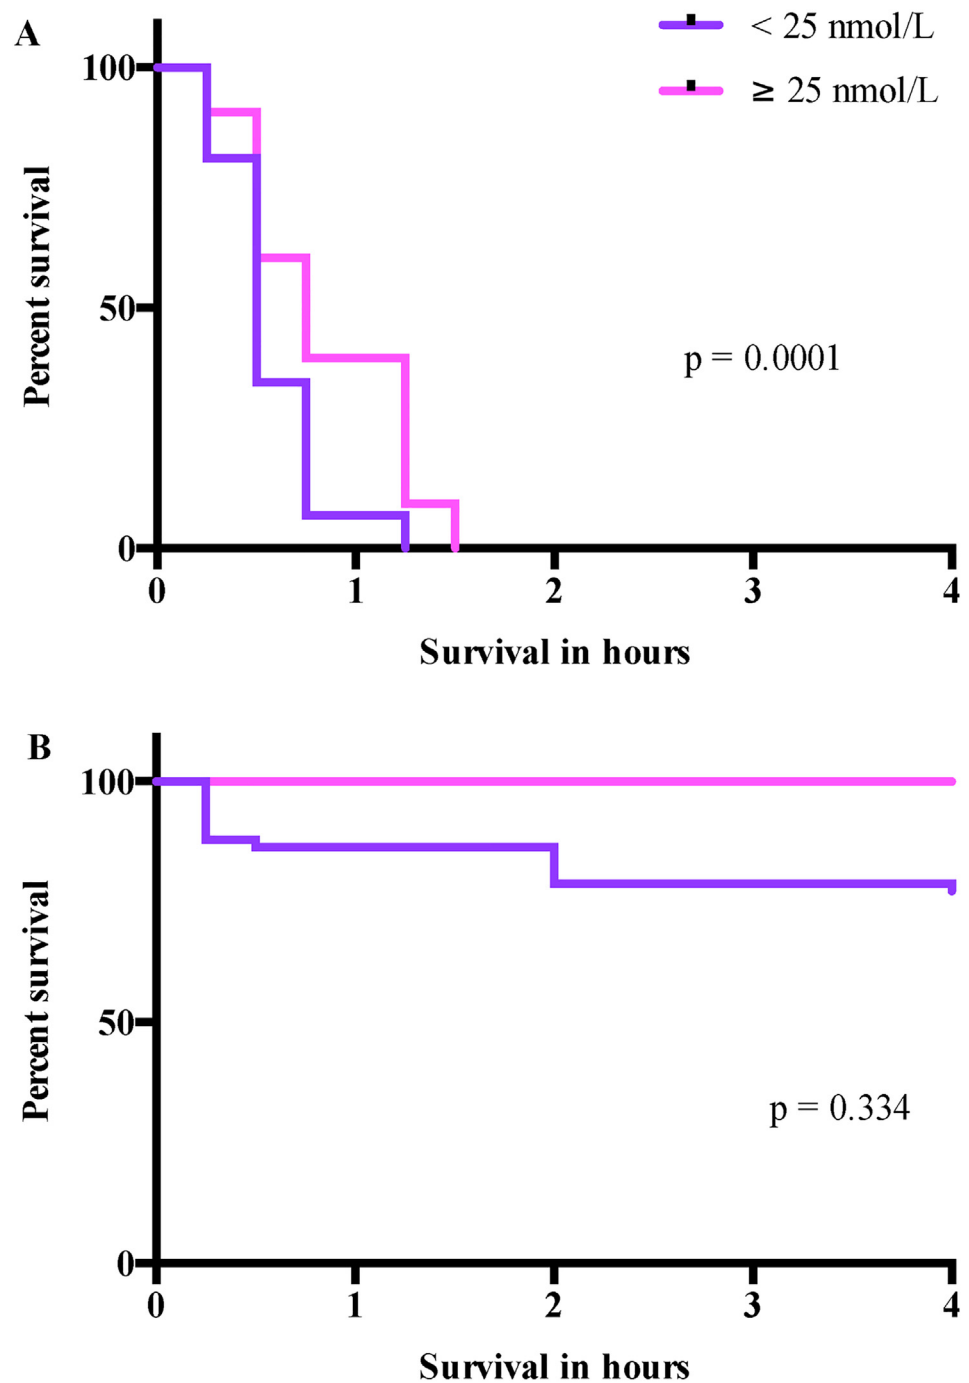 A
< 25 nmol/L
≥ 25 nmol/L
100
50
0
Percent survival
p = 0.0001
0 1 2 3 4
Survival in hours
B
100
50
0
Percent survival
p = 0.334
0 1 2 3 4
Survival in hours